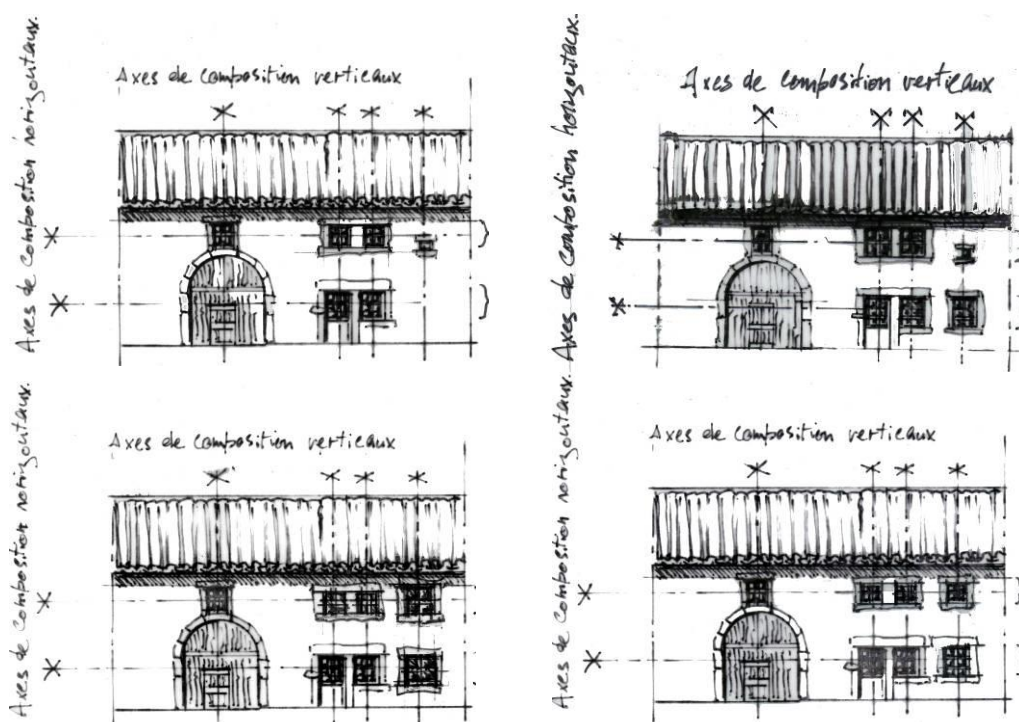 Axes de composition horizontaux.
Axes de composition verticaux
Axes de composition horizontaux.
Axes de composition verticaux
Axes de composition horizontaux.
Axes de composition verticaux
Axes de composition horizontaux.
Axes de composition verticaux